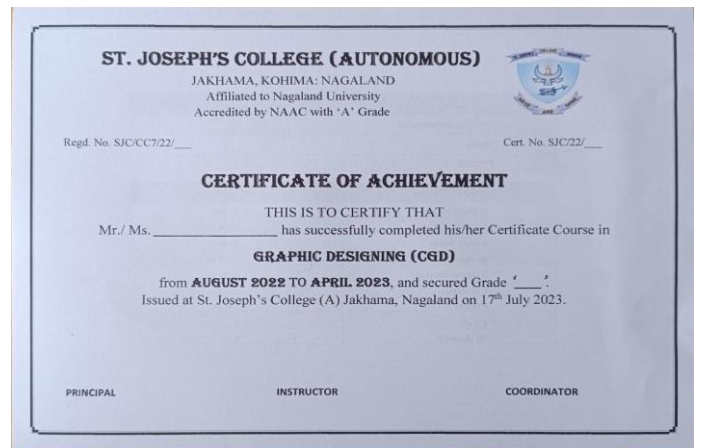 ST. JOSEPH'S COLLEGE (AUTONOMOUS)
JAKHAMA, KOHIMA: NAGALAND
Affiliated to Nagaland University
Accredited by NAAC with 'A' Grade
Regd. No. SJC/CC7/22/___
Cert. No. SJC/22/___
CERTIFICATE OF ACHIEVEMENT
THIS IS TO CERTIFY THAT
Mr./ Ms. __________________ has successfully completed his/her Certificate Course in
GRAPHIC DESIGNING (CGD)
from AUGUST 2022 TO APRIL 2023, and secured Grade '____'.
Issued at St. Joseph's College (A) Jakhama, Nagaland on 17th July 2023.
PRINCIPAL
INSTRUCTOR
COORDINATOR